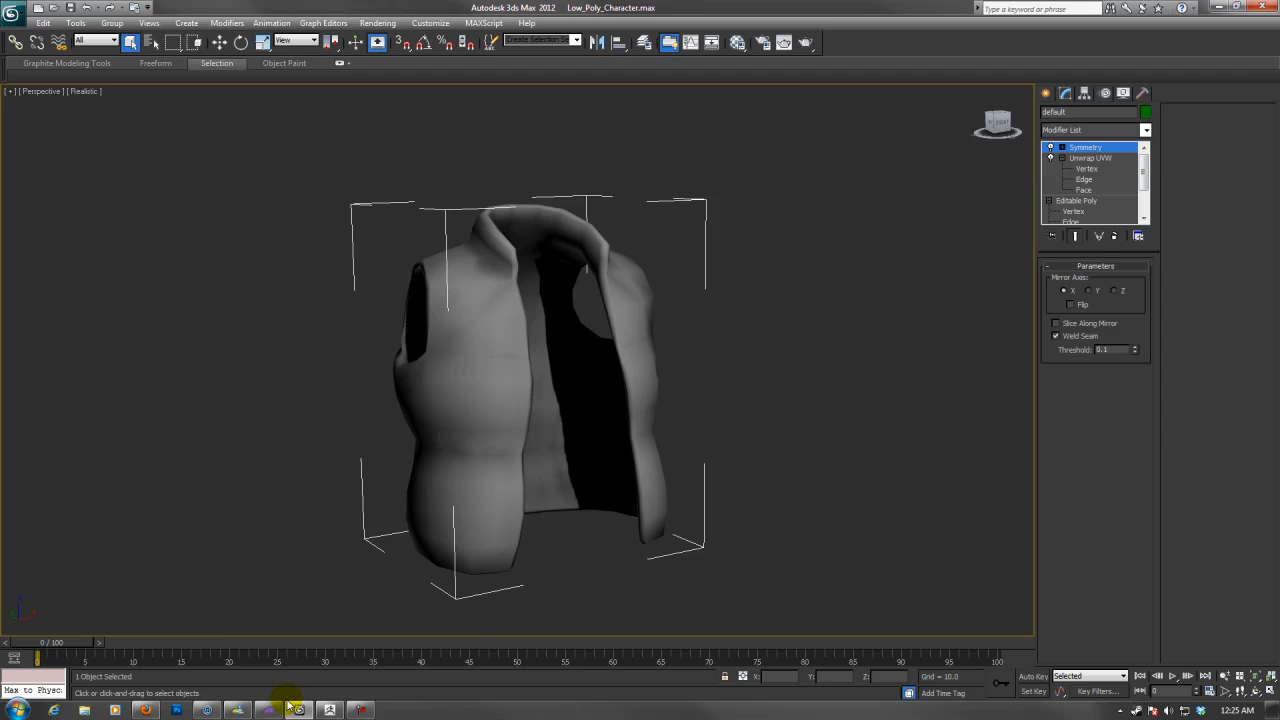 Autodesk 3ds Max 2012 Low_Poly_Character.max
Type a keyword or phrase
Edit Tools Group Views Create Modifiers Animation Graph Editors Rendering Customize MAXScript Help
All View Create Selection Se
Graphite Modeling Tools Freeform Selection Object Paint
[ + ] [ Perspective ] [ Realistic ]
default
Modifier List
Symmetry
Unwrap UVW
Vertex
Edge
Face
Editable Poly
Vertex
Edge
Parameters
Mirror Axis:
X Y Z
Flip
Slice Along Mirror
Weld Seam
Threshold: 0.1
0 / 100
0 5 10 15 20 25 30 35 40 45 50 55 60 65 70 75 80 85 90 95 100
1 Object Selected X: Y: Z: Grid = 10.0 Auto Key Selected
Max to Physc Click or click-and-drag to select objects Add Time Tag Set Key Key Filters... 0
12:25 AM